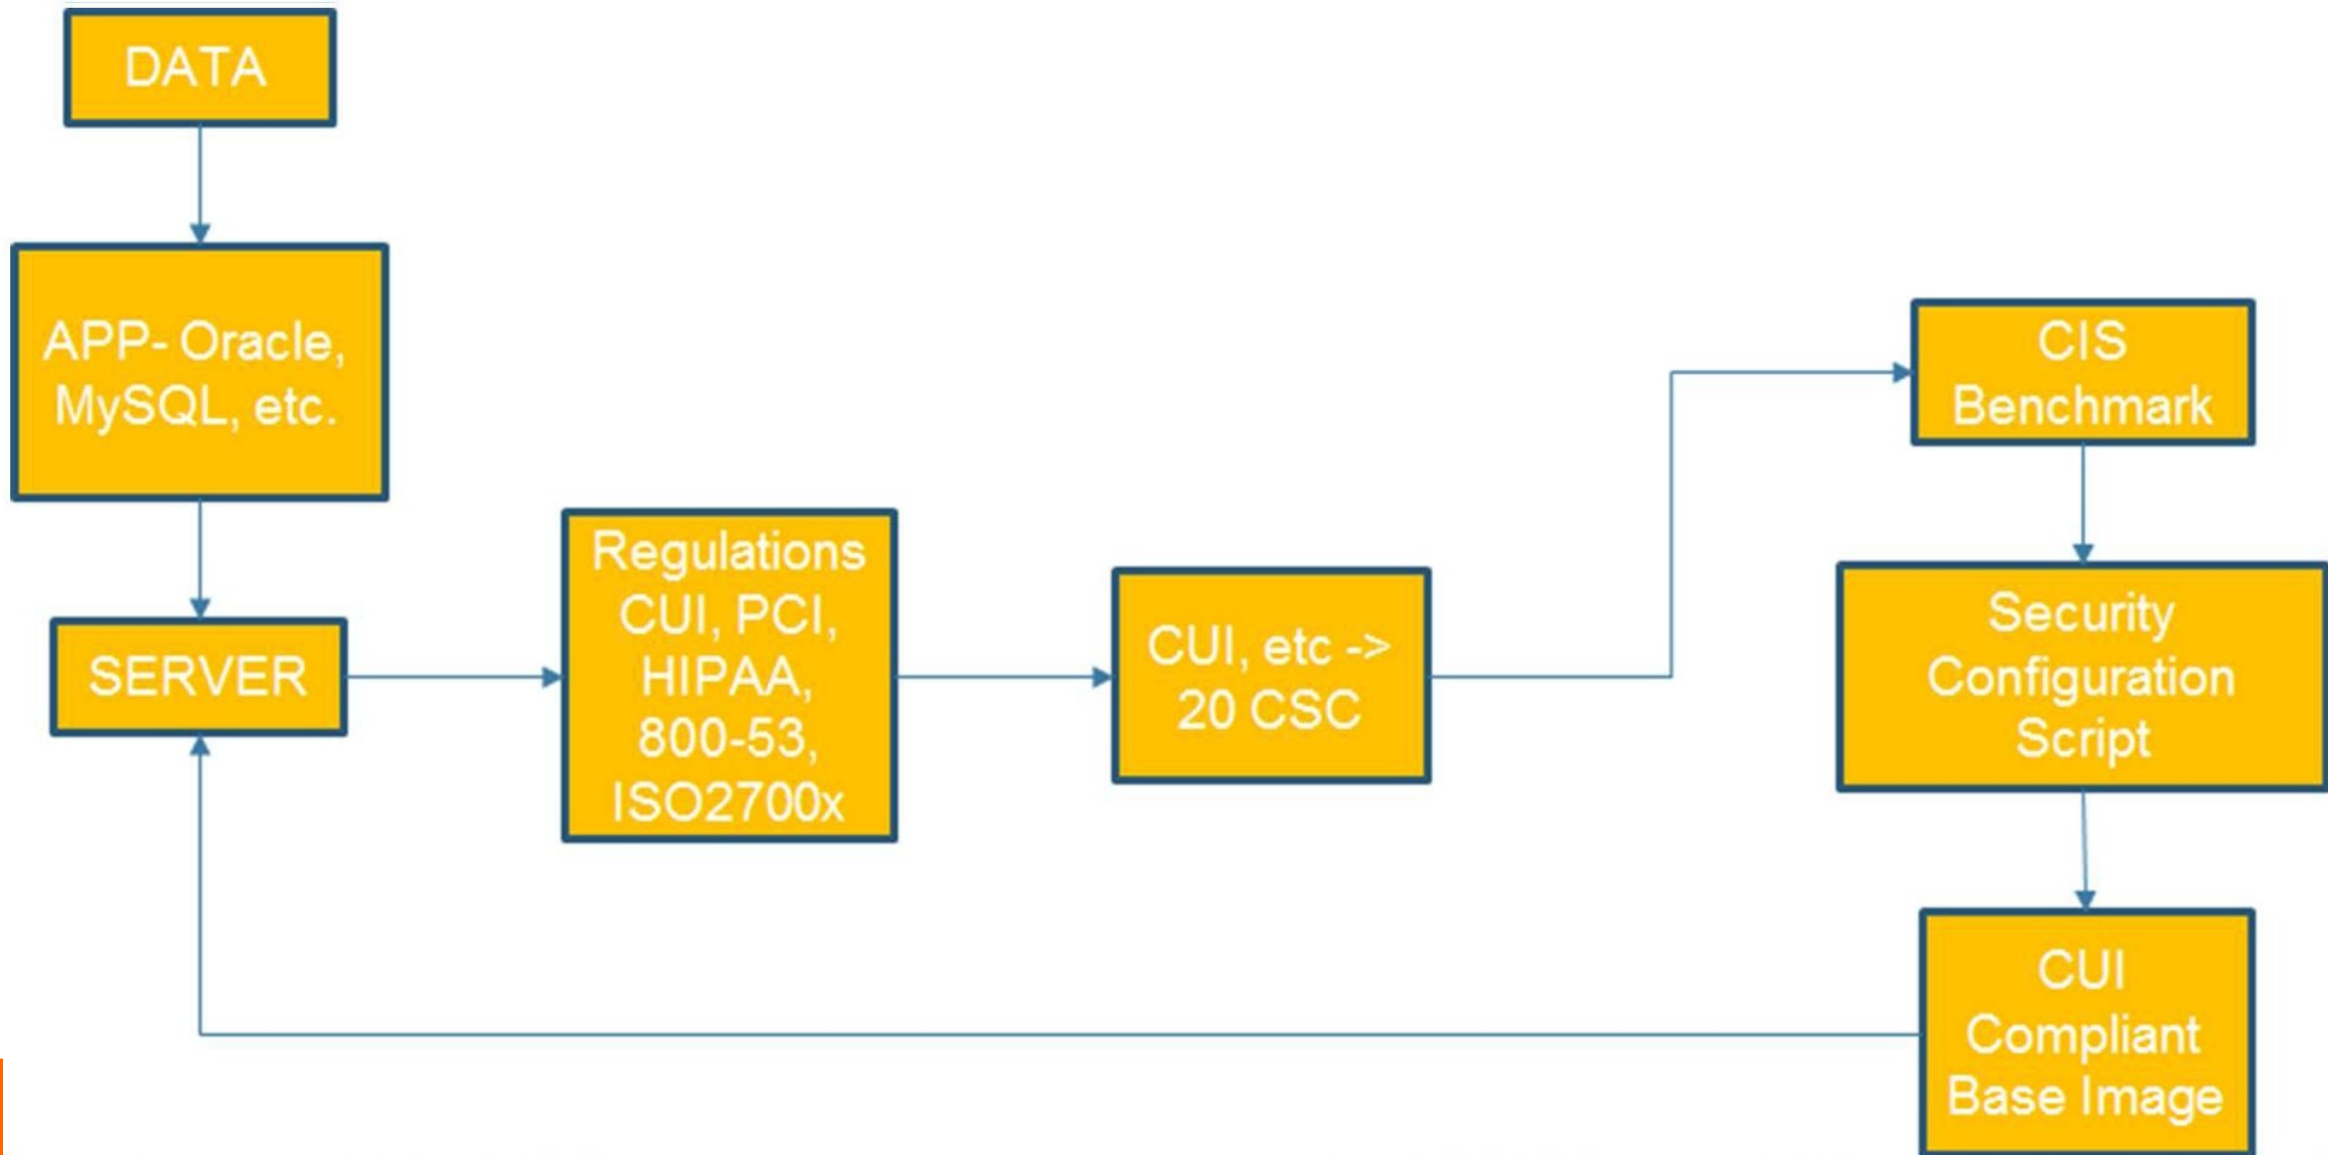 DATA
APP- Oracle,
MySQL, etc.
SERVER
Regulations
CUI, PCI,
HIPAA,
800-53,
ISO2700x
CUI, etc ->
20 CSC
CIS
Benchmark
Security
Configuration
Script
CUI
Compliant
Base Image